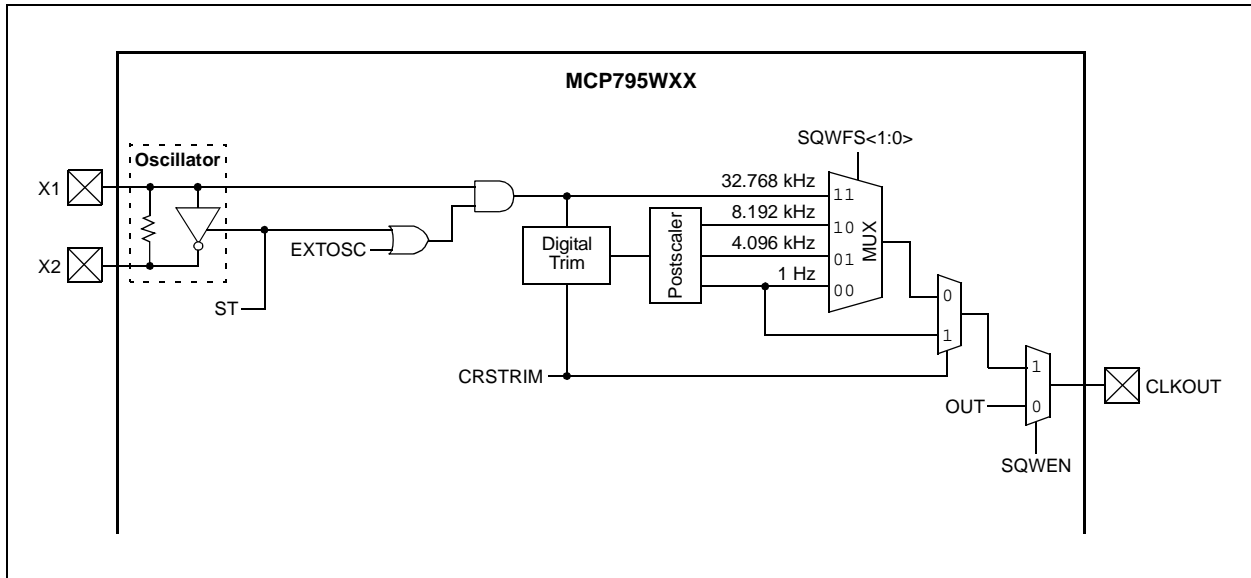 MCP795WXX
SQWFS<1:0>
Oscillator
X1
X2
ST
EXTOSC
Digital
Trim
Postscaler
32.768 kHz
8.192 kHz
4.096 kHz
1 Hz
11
10
01
00
MUX
0
1
CRSTRIM
1
0
OUT
SQWEN
CLKOUT